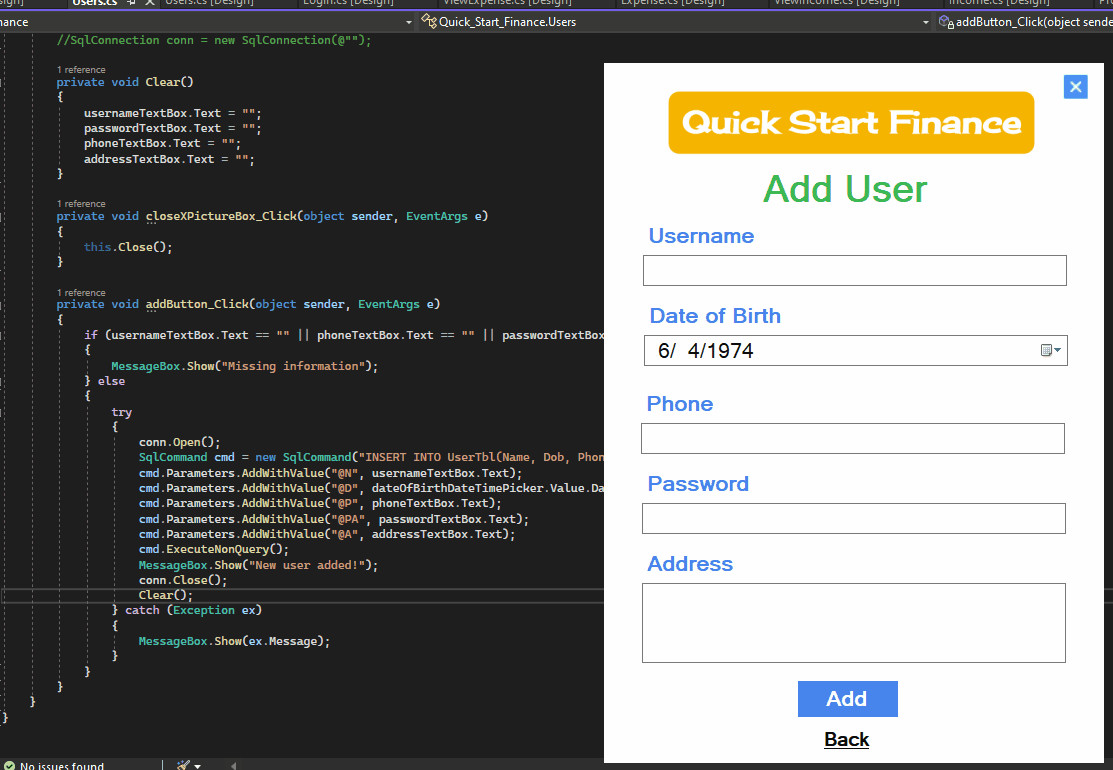 Users.cs
Users.cs [Design]
Login.cs [Design]
ViewExpense.cs [Design]
Expense.cs [Design]
ViewIncome.cs [Design]
Income.cs [Design]
Quick_Start_Finance.Users
addButton_Click(object sende
//SqlConnection conn = new SqlConnection(@"");
1 reference
private void Clear()
{
usernameTextBox.Text = "";
passwordTextBox.Text = "";
phoneTextBox.Text = "";
addressTextBox.Text = "";
}
1 reference
private void closeXPictureBox_Click(object sender, EventArgs e)
{
this.Close();
}
1 reference
private void addButton_Click(object sender, EventArgs e)
{
if (usernameTextBox.Text == "" || phoneTextBox.Text == "" || passwordTextBox
{
MessageBox.Show("Missing information");
} else
{
try
{
conn.Open();
SqlCommand cmd = new SqlCommand("INSERT INTO UserTbl(Name, Dob, Phon
cmd.Parameters.AddWithValue("@N", usernameTextBox.Text);
cmd.Parameters.AddWithValue("@D", dateOfBirthDateTimePicker.Value.Da
cmd.Parameters.AddWithValue("@P", phoneTextBox.Text);
cmd.Parameters.AddWithValue("@PA", passwordTextBox.Text);
cmd.Parameters.AddWithValue("@A", addressTextBox.Text);
cmd.ExecuteNonQuery();
MessageBox.Show("New user added!");
conn.Close();
Clear();
} catch (Exception ex)
{
MessageBox.Show(ex.Message);
}
}
}
}
}
No issues found
Quick Start Finance
Add User
Username
Date of Birth
6/ 4/1974
Phone
Password
Address
Add
Back